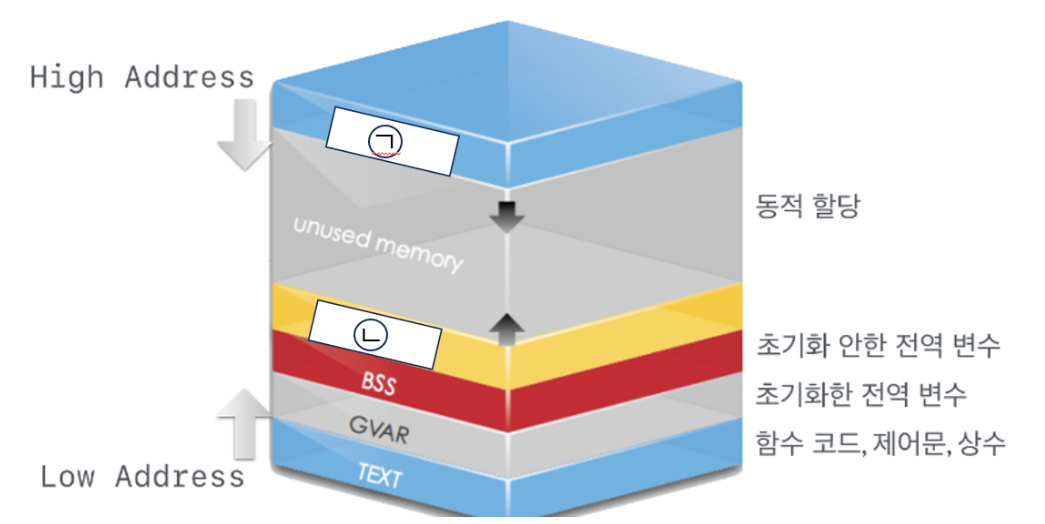 High Address
㉠
동적 할당
unused memory
㉡
초기화 안한 전역 변수
BSS
초기화한 전역 변수
GVAR
함수 코드, 제어문, 상수
TEXT
Low Address